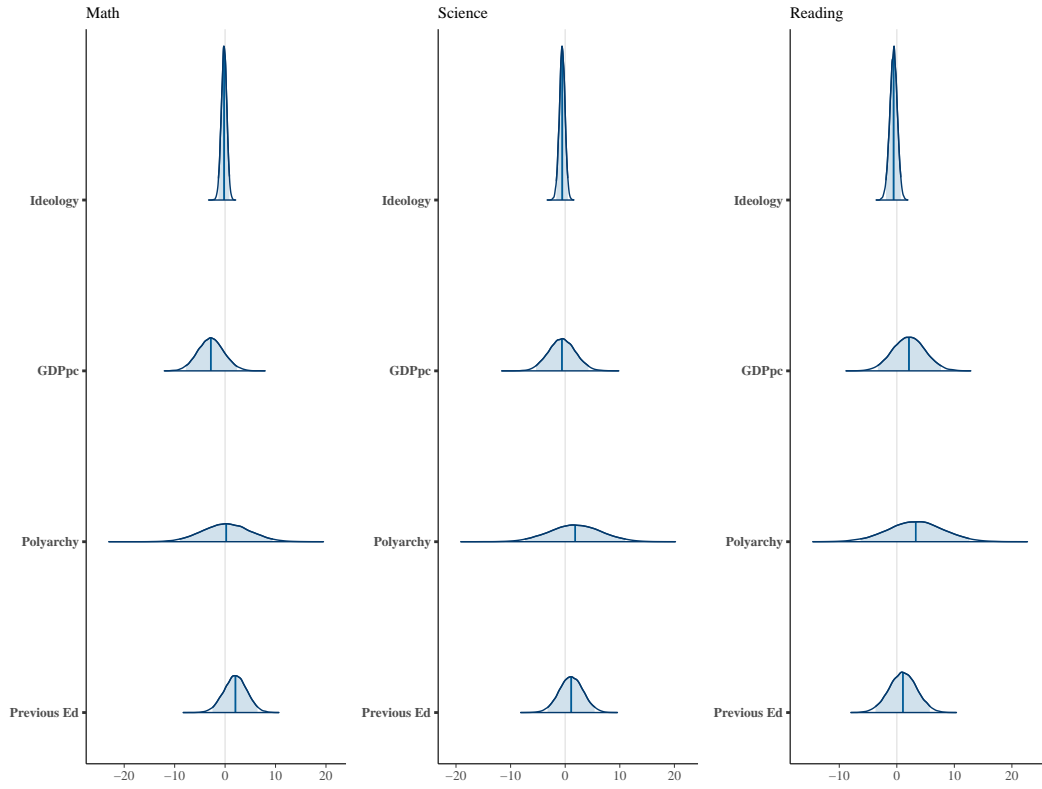 Math
Ideology
GDPpc
Polyarchy
Previous Ed
−20 −10 0 10 20
Science
Ideology
GDPpc
Polyarchy
Previous Ed
−20 −10 0 10 20
Reading
Ideology
GDPpc
Polyarchy
Previous Ed
−10 0 10 20